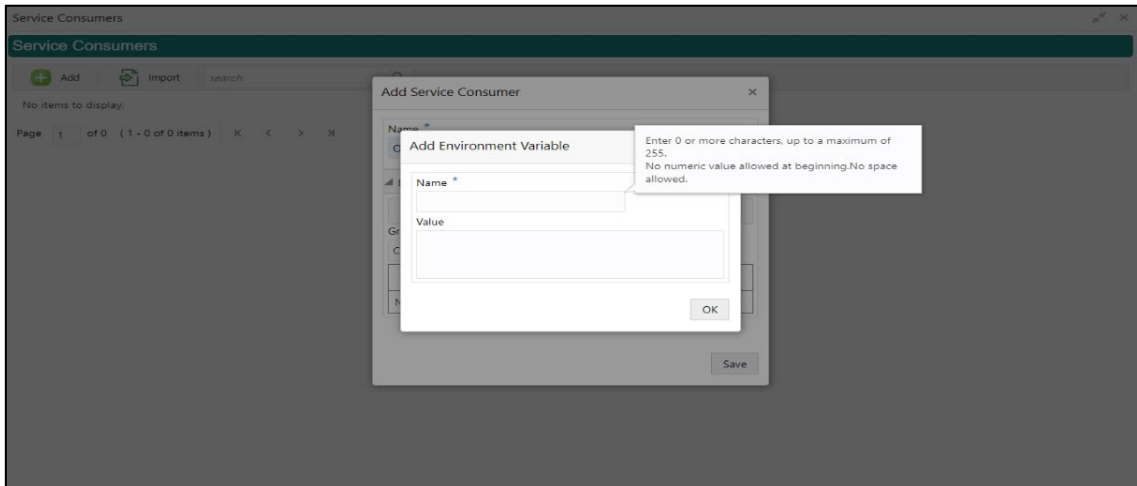 Service Consumers
Service Consumers
Add Import search
No items to display.
Page 1 of 0 ( 1 - 0 of 0 items ) K < > >|
Add Service Consumer
Name *
Add Environment Variable
Enter 0 or more characters, up to a maximum of
255.
No numeric value allowed at beginning.No space
allowed.
Name *
Value
OK
Save